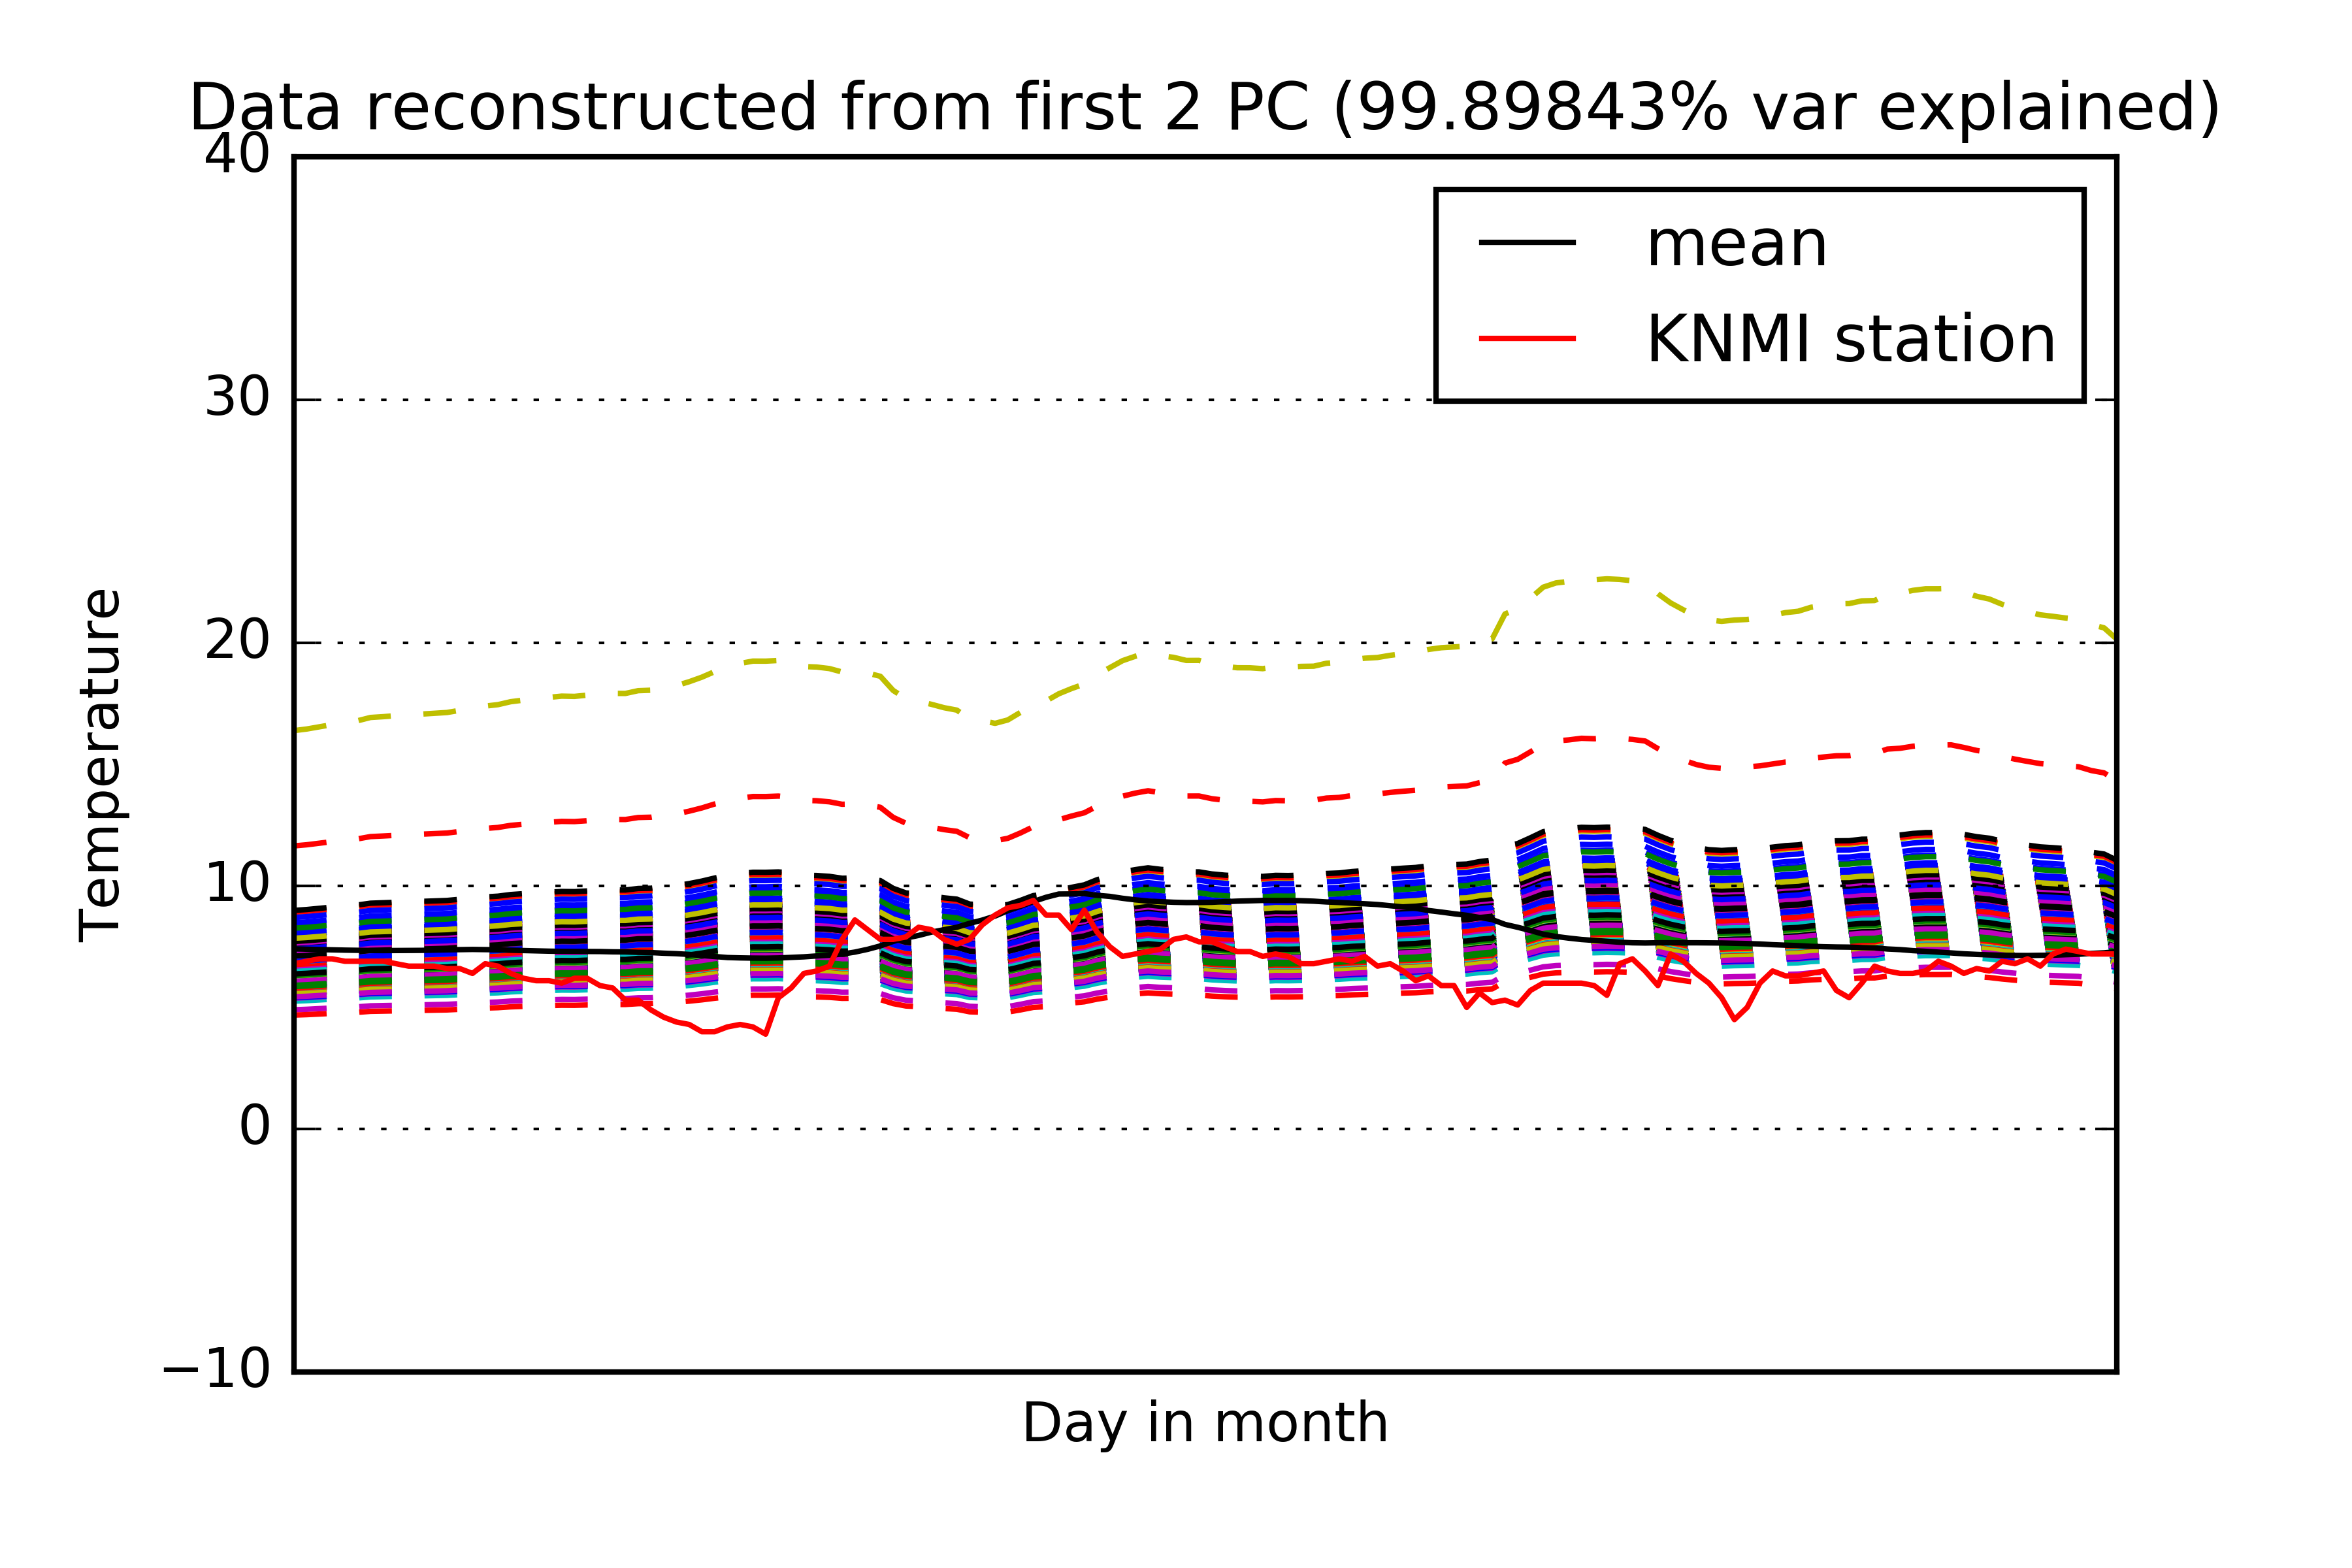 Data reconstructed from first 2 PC (99.89843% var explained)
40
30
20
10
0
−10
Temperature
mean
KNMI station
Day in month